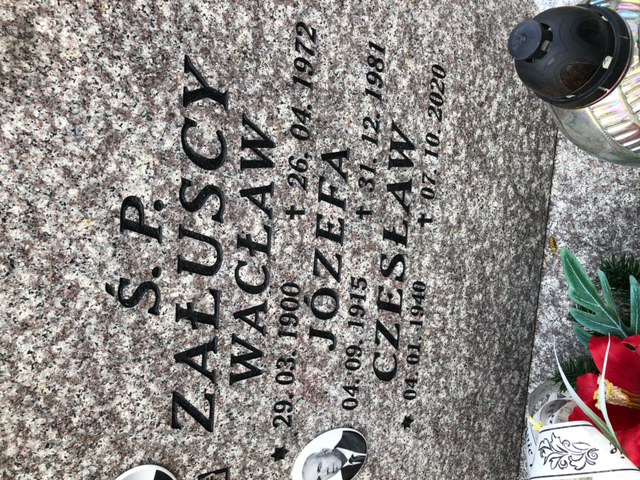 Ś. P.
ZAŁUSCY
WACŁAW
★ 29. 03. 1900 ✝ 26. 04. 1972
JÓZEFA
★ 04. 09. 1915 ✝ 31. 12. 1981
CZESŁAW
★ 04. 01. 1940 ✝ 07. 10. 2020